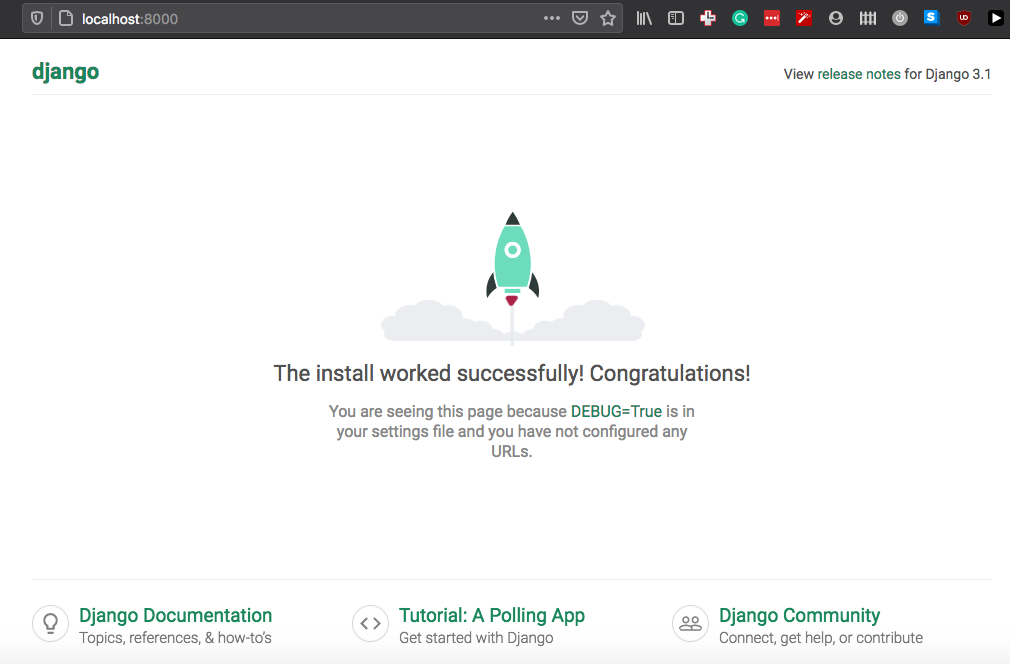 localhost:8000
django
View release notes for Django 3.1
The install worked successfully! Congratulations!
You are seeing this page because DEBUG=True is in
your settings file and you have not configured any
URLs.
Django Documentation
Topics, references, & how-to's
Tutorial: A Polling App
Get started with Django
Django Community
Connect, get help, or contribute